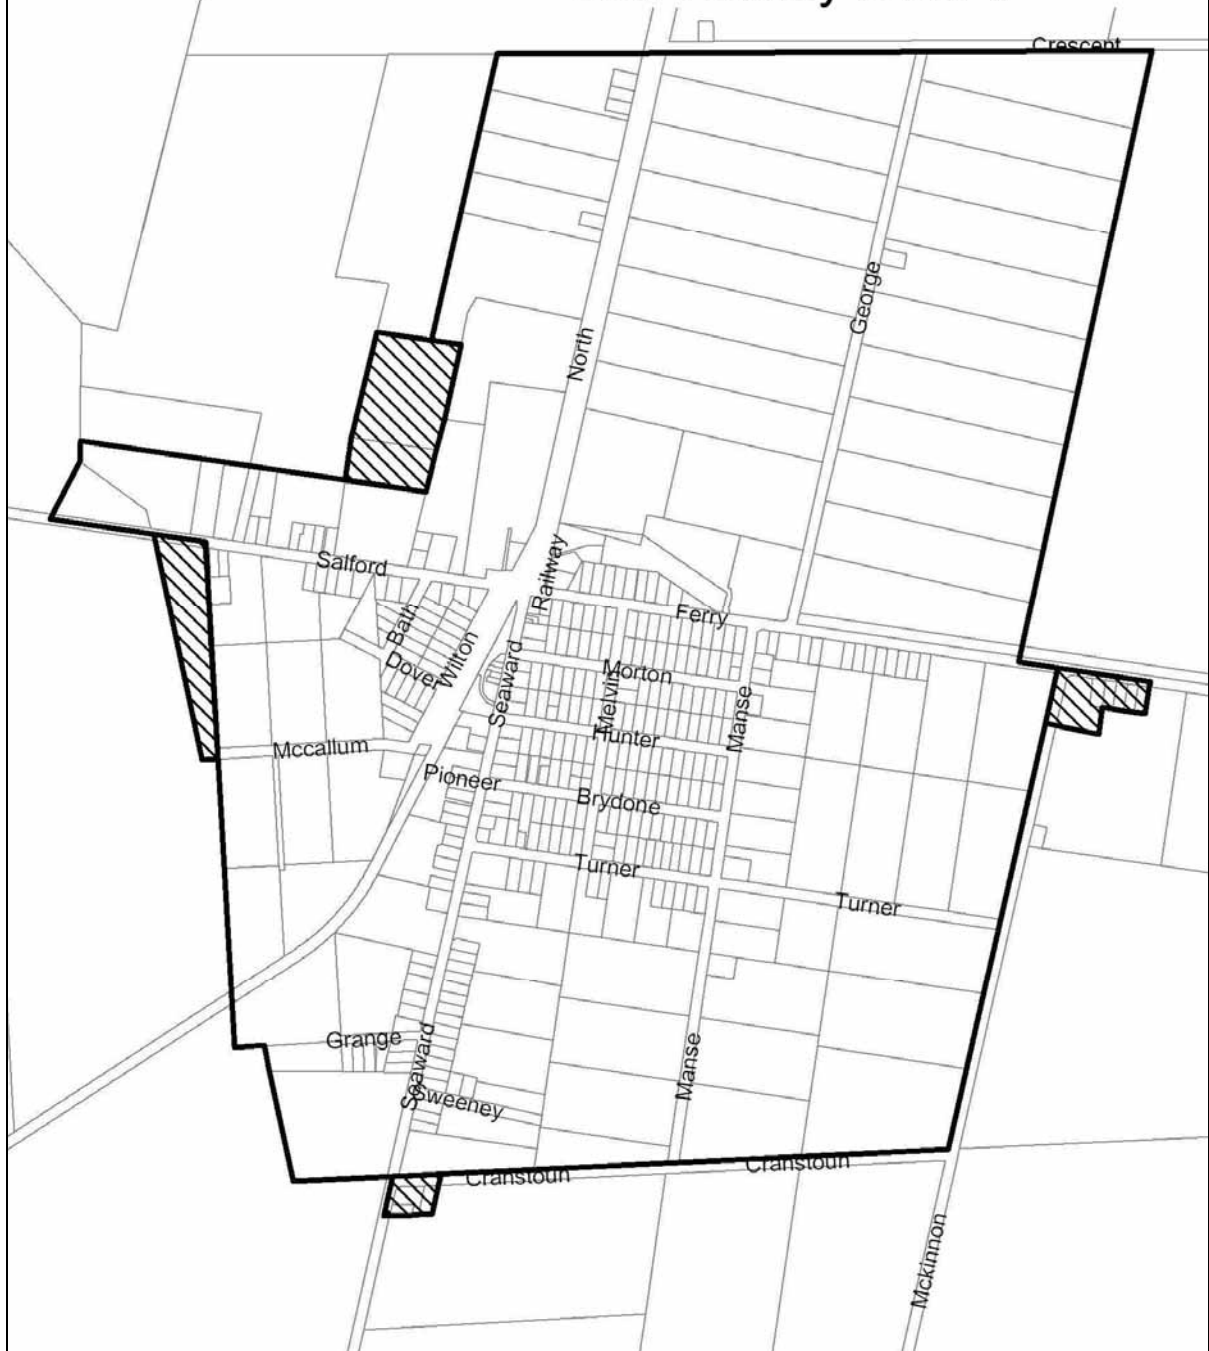 Crescent
George
North
Salford
Railway
Ferry
Bath
Dover
Wilton
Seaward
Morton
Melvin
Manse
Hunter
Mccallum
Pioneer
Brydone
Turner
Turner
Grange
Seaward
Manse
Sweeney
Cranstoun
Cranstoun
Mckinnon